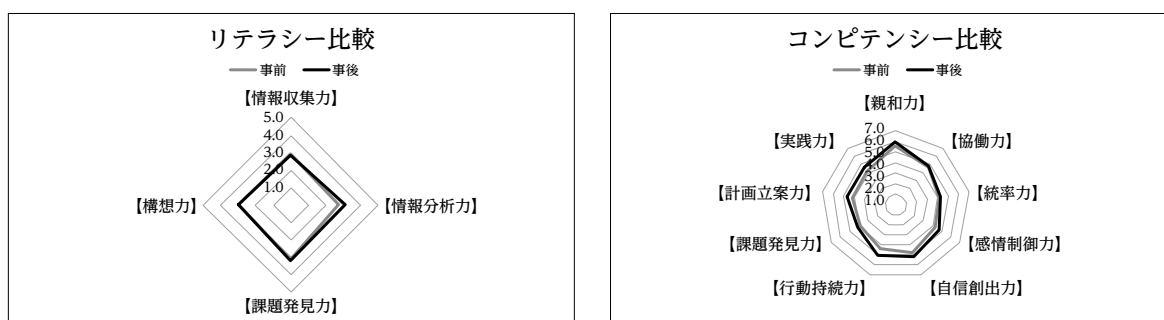 リテラシー比較
事前 事後
【情報収集力】
5.0
4.0
3.0
2.0
1.0
【構想力】
【情報分析力】
【課題発見力】
コンピテンシー比較
事前 事後
【親和力】
7.0
6.0
5.0
4.0
3.0
2.0
1.0
【実践力】
【協働力】
【計画立案力】
【統率力】
【課題発見力】
【感情制御力】
【行動持続力】
【自信創出力】